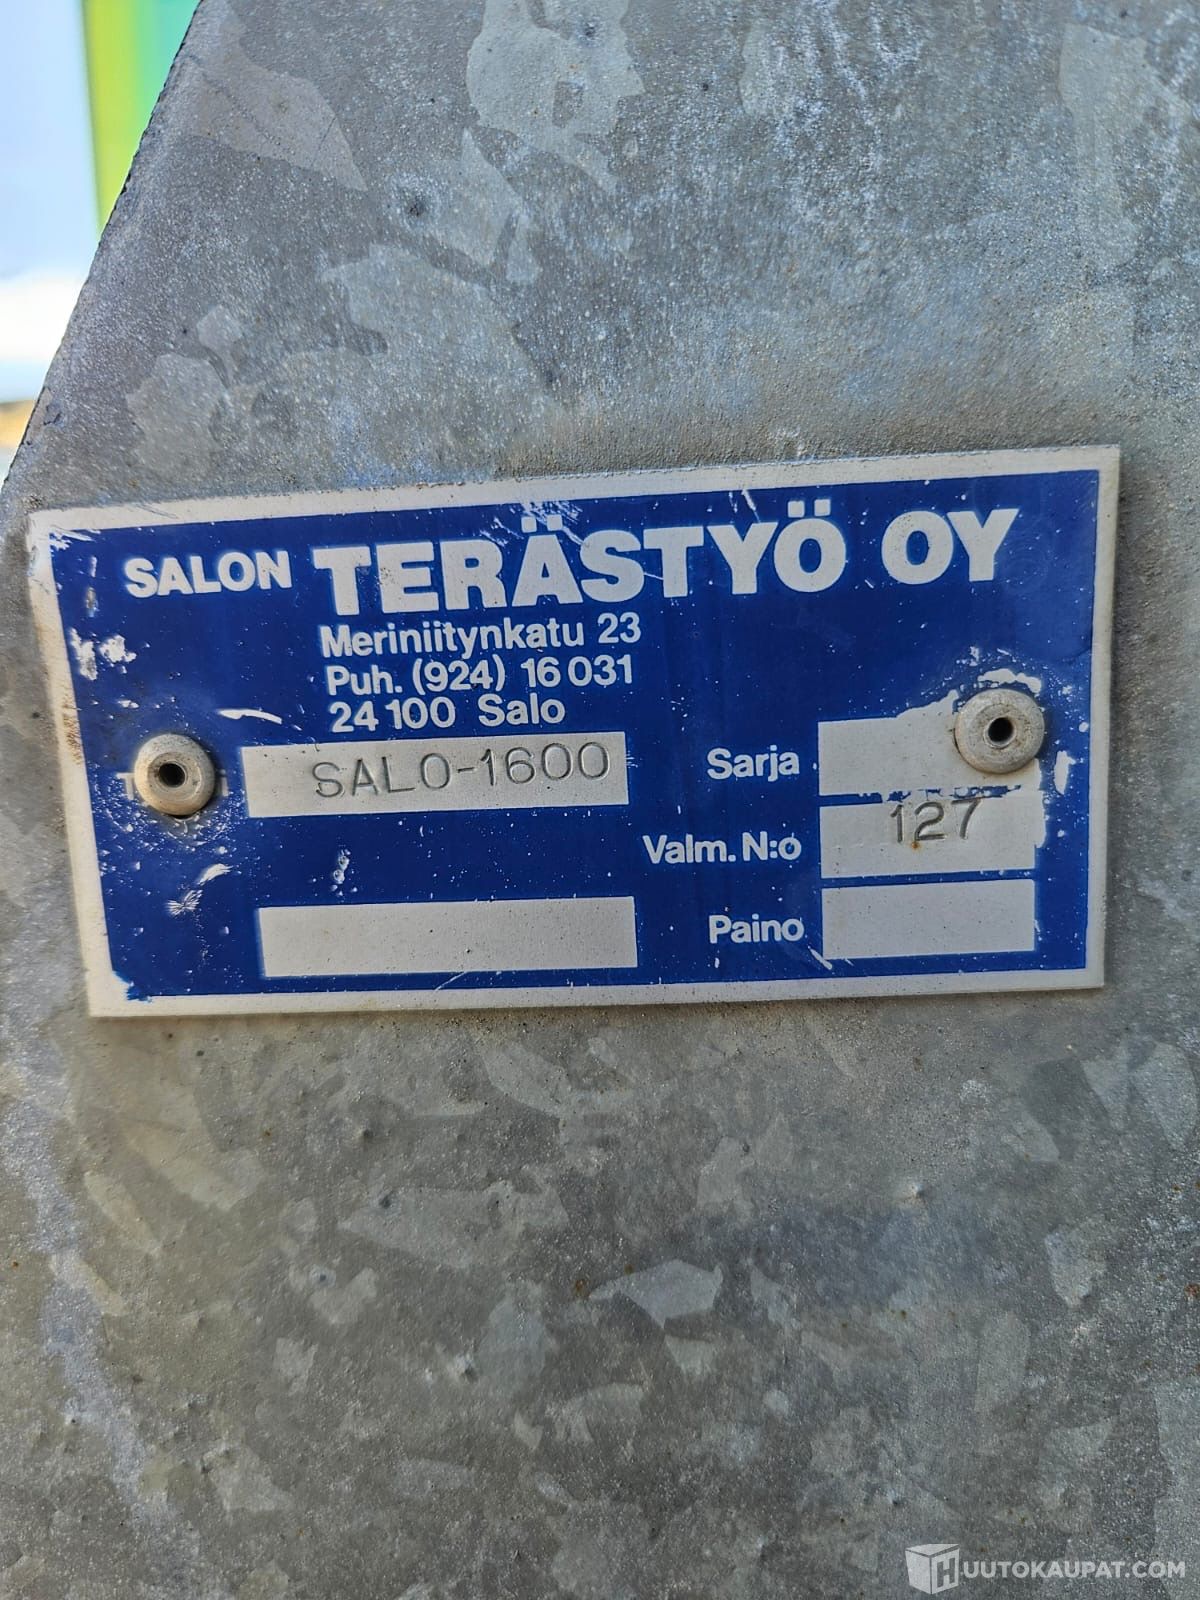 SALON TERÄSTYÖ OY
Meriniitynkatu 23
Puh. (924) 16 031
24 100 Salo
SALO-1600
Sarja
127
Valm. N:o
Paino
HUUTOKAUPAT.COM